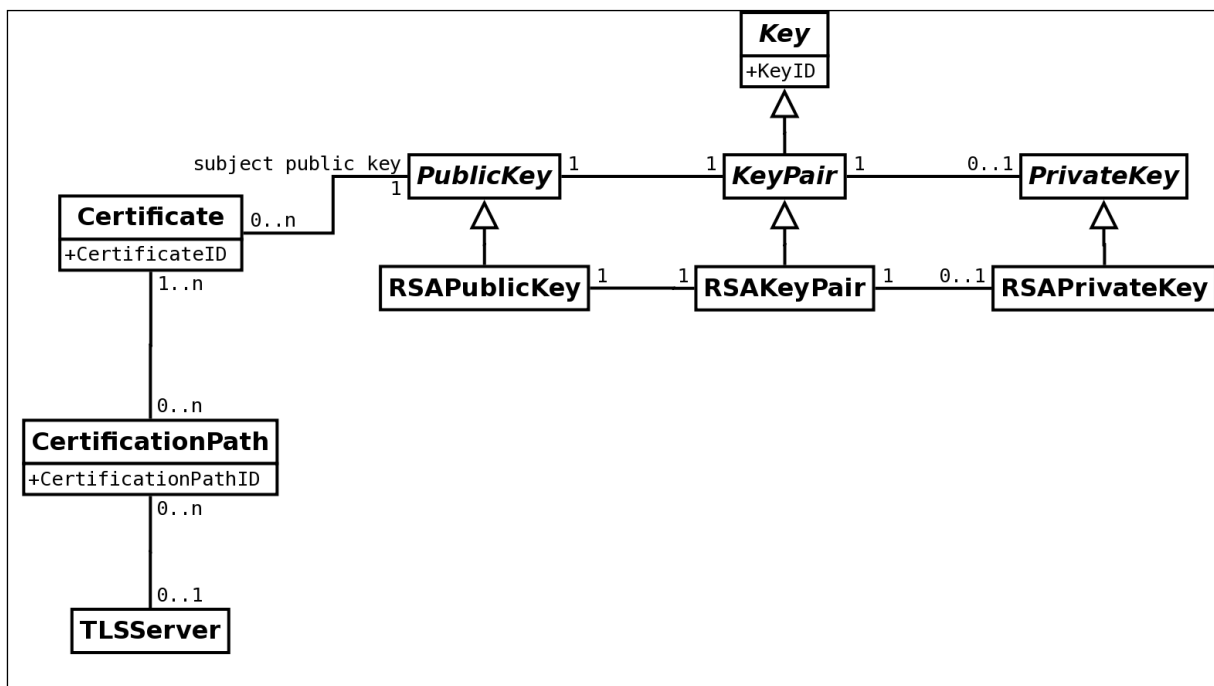 Key
+KeyID
subject public key
1
PublicKey
1
1
KeyPair
1
0..1
PrivateKey
Certificate
+CertificateID
0..n
1..n
RSAPublicKey
1
1
RSAKeyPair
1
0..1
RSAPrivateKey
0..n
CertificationPath
+CertificationPathID
0..n
0..1
TLSServer